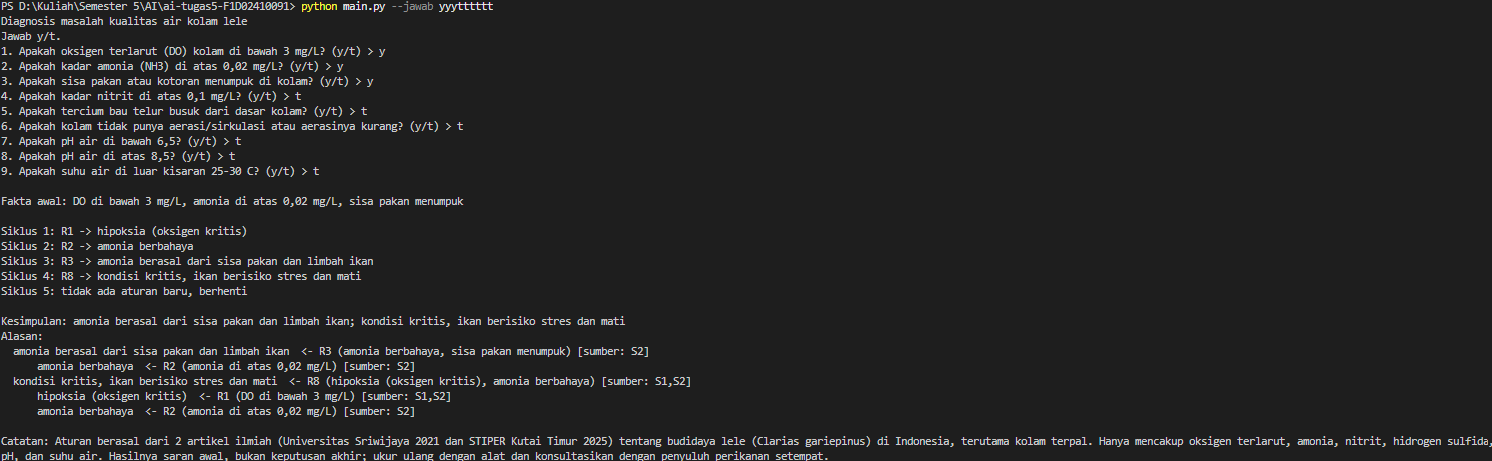 PS D:\Kuliah\Semester 5\AI\ai-tugas5-F1D02410091> python main.py --jawab yyytttttt
Diagnosis masalah kualitas air kolam lele
Jawab y/t.
1. Apakah oksigen terlarut (DO) kolam di bawah 3 mg/L? (y/t) > y
2. Apakah kadar amonia (NH3) di atas 0,02 mg/L? (y/t) > y
3. Apakah sisa pakan atau kotoran menumpuk di kolam? (y/t) > y
4. Apakah kadar nitrit di atas 0,1 mg/L? (y/t) > t
5. Apakah tercium bau telur busuk dari dasar kolam? (y/t) > t
6. Apakah kolam tidak punya aerasi/sirkulasi atau aerasinya kurang? (y/t) > t
7. Apakah pH air di bawah 6,5? (y/t) > t
8. Apakah pH air di atas 8,5? (y/t) > t
9. Apakah suhu air di luar kisaran 25-30 C? (y/t) > t
Fakta awal: DO di bawah 3 mg/L, amonia di atas 0,02 mg/L, sisa pakan menumpuk
Siklus 1: R1 -> hipoksia (oksigen kritis)
Siklus 2: R2 -> amonia berbahaya
Siklus 3: R3 -> amonia berasal dari sisa pakan dan limbah ikan
Siklus 4: R8 -> kondisi kritis, ikan berisiko stres dan mati
Siklus 5: tidak ada aturan baru, berhenti
Kesimpulan: amonia berasal dari sisa pakan dan limbah ikan; kondisi kritis, ikan berisiko stres dan mati
Alasan:
amonia berasal dari sisa pakan dan limbah ikan <- R3 (amonia berbahaya, sisa pakan menumpuk) [sumber: S2]
amonia berbahaya <- R2 (amonia di atas 0,02 mg/L) [sumber: S2]
kondisi kritis, ikan berisiko stres dan mati <- R8 (hipoksia (oksigen kritis), amonia berbahaya) [sumber: S1,S2]
hipoksia (oksigen kritis) <- R1 (DO di bawah 3 mg/L) [sumber: S1,S2]
amonia berbahaya <- R2 (amonia di atas 0,02 mg/L) [sumber: S2]
Catatan: Aturan berasal dari 2 artikel ilmiah (Universitas Sriwijaya 2021 dan STIPER Kutai Timur 2025) tentang budidaya lele (Clarias gariepinus) di Indonesia, terutama kolam terpal. Hanya mencakup oksigen terlarut, amonia, nitrit, hidrogen sulfida,
pH, dan suhu air. Hasilnya saran awal, bukan keputusan akhir; ukur ulang dengan alat dan konsultasikan dengan penyuluh perikanan setempat.